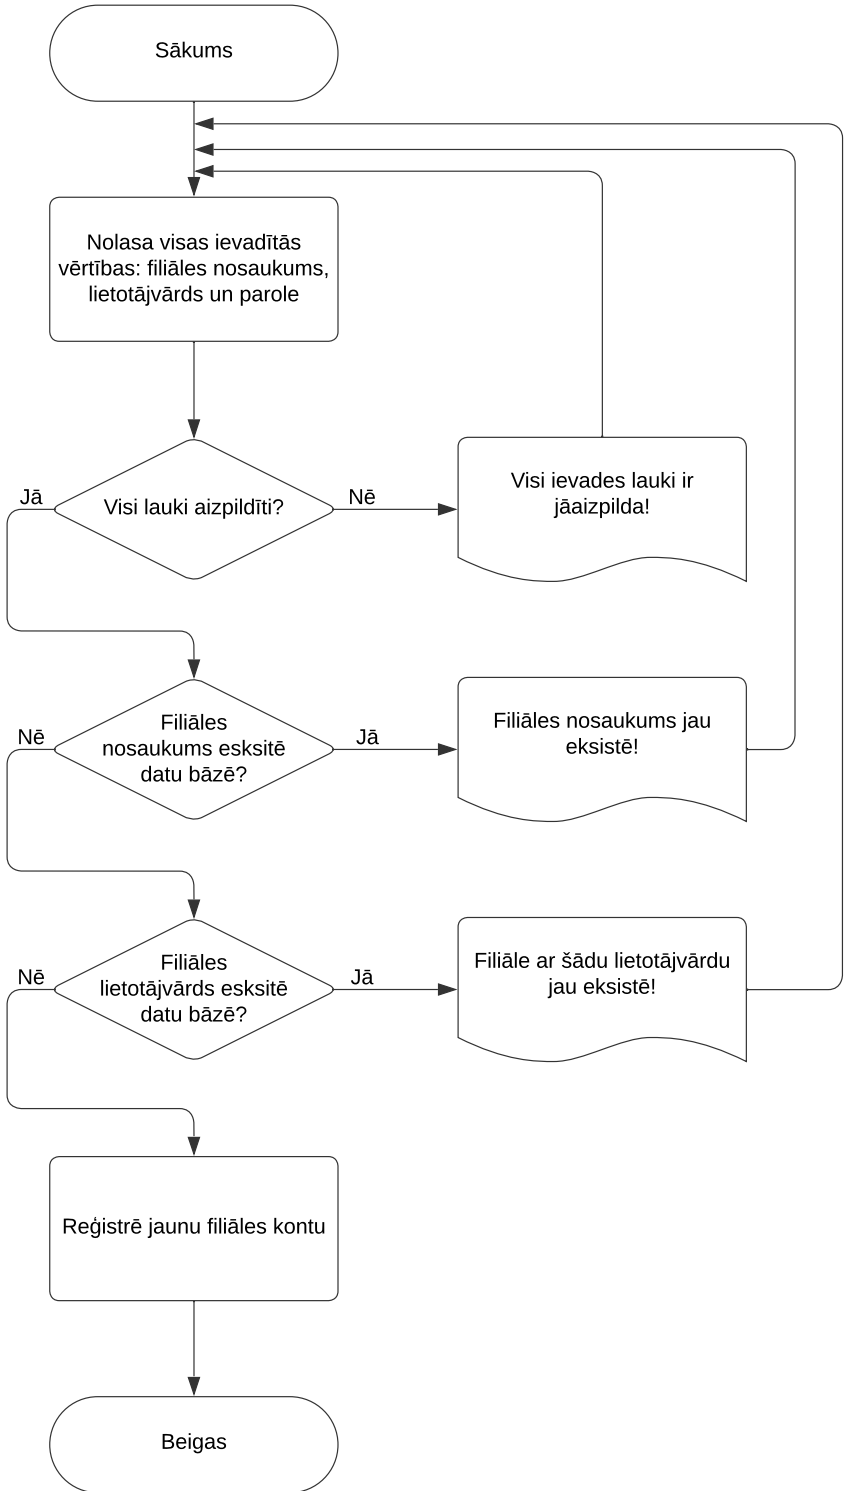 Sākums
Nolasa visas ievadītās
vērtības: filiāles nosaukums,
lietotājvārds un parole
Jā
Visi lauki aizpildīti?
Nē
Visi ievades lauki ir
jāaizpilda!
Nē
Filiāles
nosaukums esksitē
datu bāzē?
Jā
Filiāles nosaukums jau
eksistē!
Nē
Filiāles
lietotājvārds esksitē
datu bāzē?
Jā
Filiāle ar šādu lietotājvārdu
jau eksistē!
Reģistrē jaunu filiāles kontu
Beigas